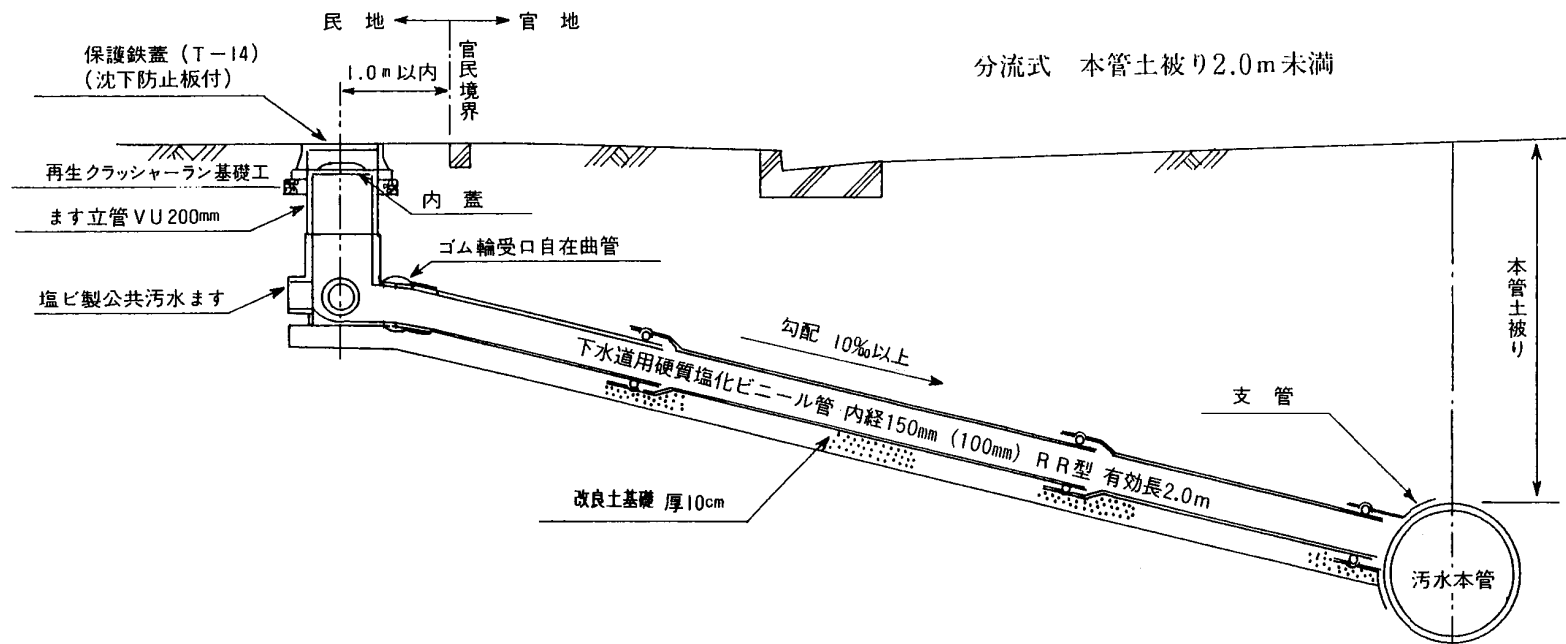 民 地
官 地
保護鉄蓋 (T-14)
(沈下防止板付)
1.0m以内
官民境界
分流式 本管土被り2.0m未満
再生クラッシャーラン基礎工
内 蓋
ます立管VU200mm
ゴム輪受口自在曲管
塩ビ製公共汚水ます
本管土被り
勾配 10‰以上
下水道用硬質塩化ビニール管 内経150mm (100mm) RR型 有効長2.0m
支 管
改良土基礎 厚10cm
汚水本管